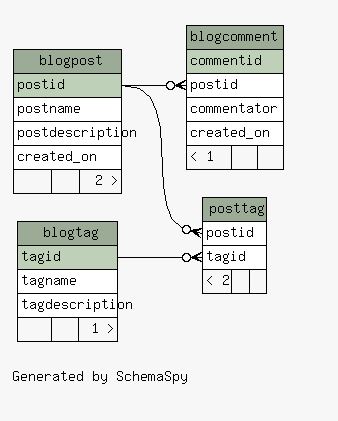 blogpost
postid
postname
postdescription
created_on
2 >
blogcomment
commentid
postid
commentator
created_on
< 1
posttag
postid
tagid
< 2
blogtag
tagid
tagname
tagdescription
1 >
Generated by SchemaSpy